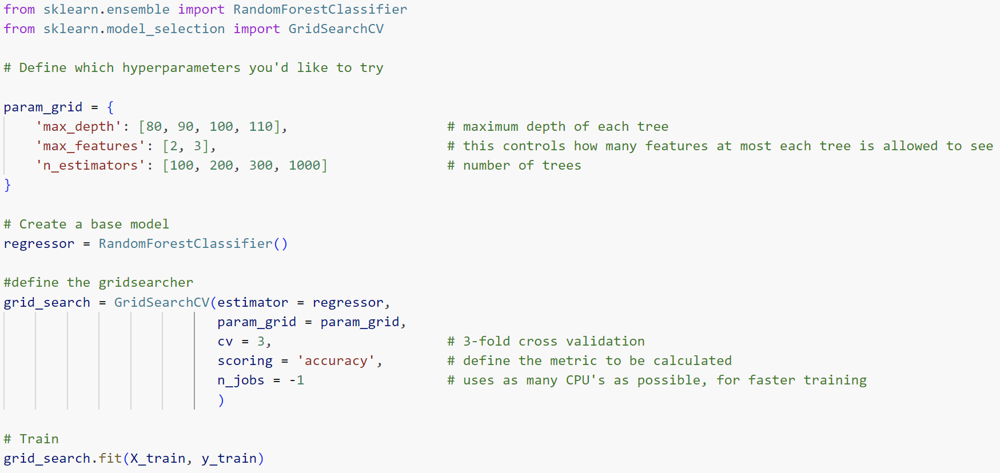 from sklearn.ensemble import RandomForestClassifier
from sklearn.model_selection import GridSearchCV
# Define which hyperparameters you'd like to try
param_grid = {
'max_depth': [80, 90, 100, 110], # maximum depth of each tree
'max_features': [2, 3], # this controls how many features at most each tree is allowed to see
'n_estimators': [100, 200, 300, 1000] # number of trees
}
# Create a base model
regressor = RandomForestClassifier()
#define the gridsearcher
grid_search = GridSearchCV(estimator = regressor,
param_grid = param_grid,
cv = 3, # 3-fold cross validation
scoring = 'accuracy', # define the metric to be calculated
n_jobs = -1 # uses as many CPU's as possible, for faster training
)
# Train
grid_search.fit(X_train, y_train)